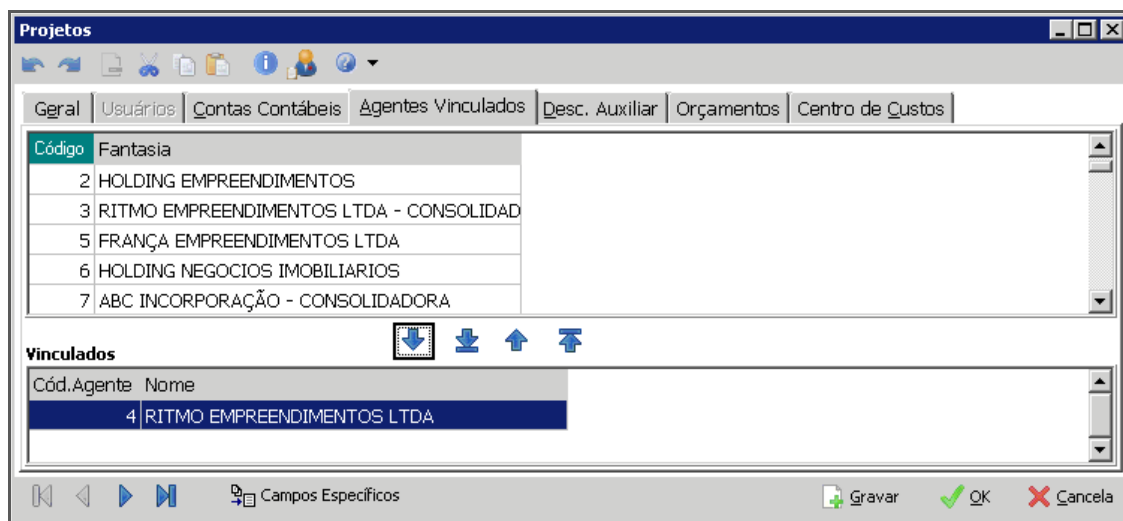 Projetos
Geral Usuários Contas Contábeis Agentes Vinculados Desc. Auxiliar Orçamentos Centro de Custos
Código Fantasia
2 HOLDING EMPREENDIMENTOS
3 RITMO EMPREENDIMENTOS LTDA - CONSOLIDAD
5 FRANÇA EMPREENDIMENTOS LTDA
6 HOLDING NEGOCIOS IMOBILIARIOS
7 ABC INCORPORAÇÃO - CONSOLIDADORA
Vinculados
Cód.Agente Nome
4 RITMO EMPREENDIMENTOS LTDA
Campos Específicos Gravar OK Cancela